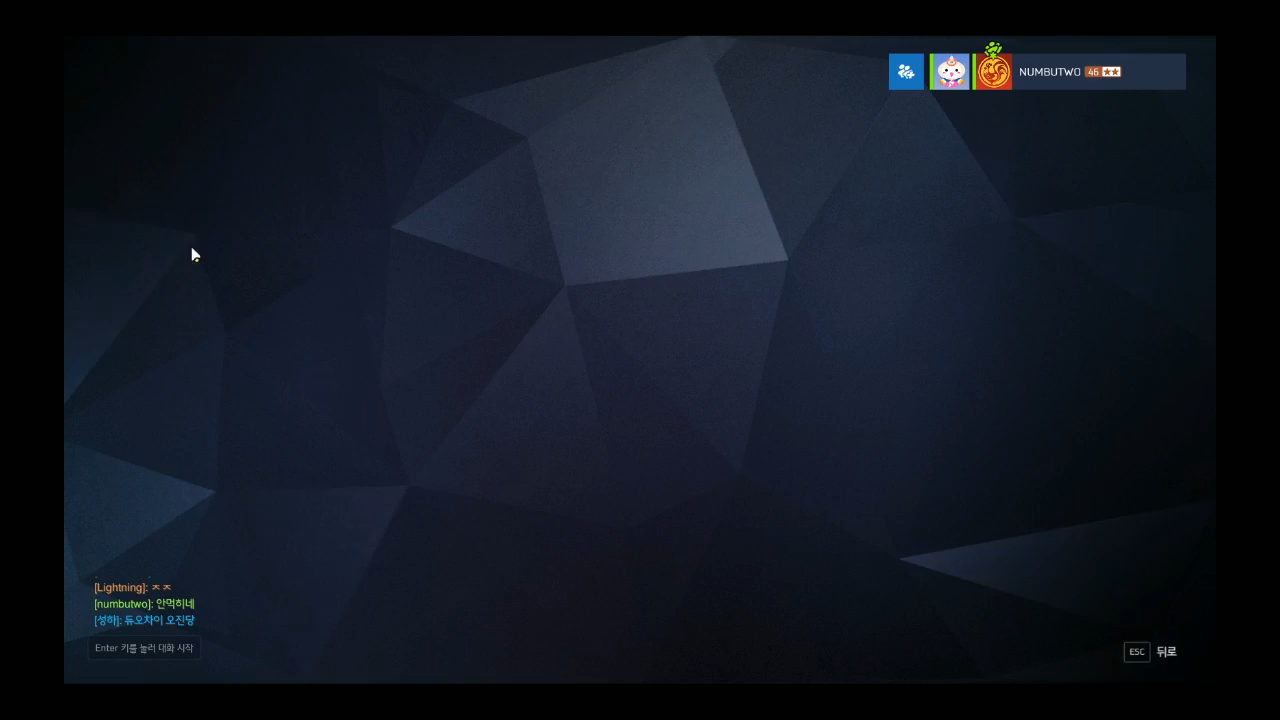 NUMBUTWO 46
[Lightning]: ㅈㅈ
[numbutwo]: 안먹히네
[성하]: 듀오차이 오진당
Enter 키를 눌러 대화 시작
ESC 뒤로